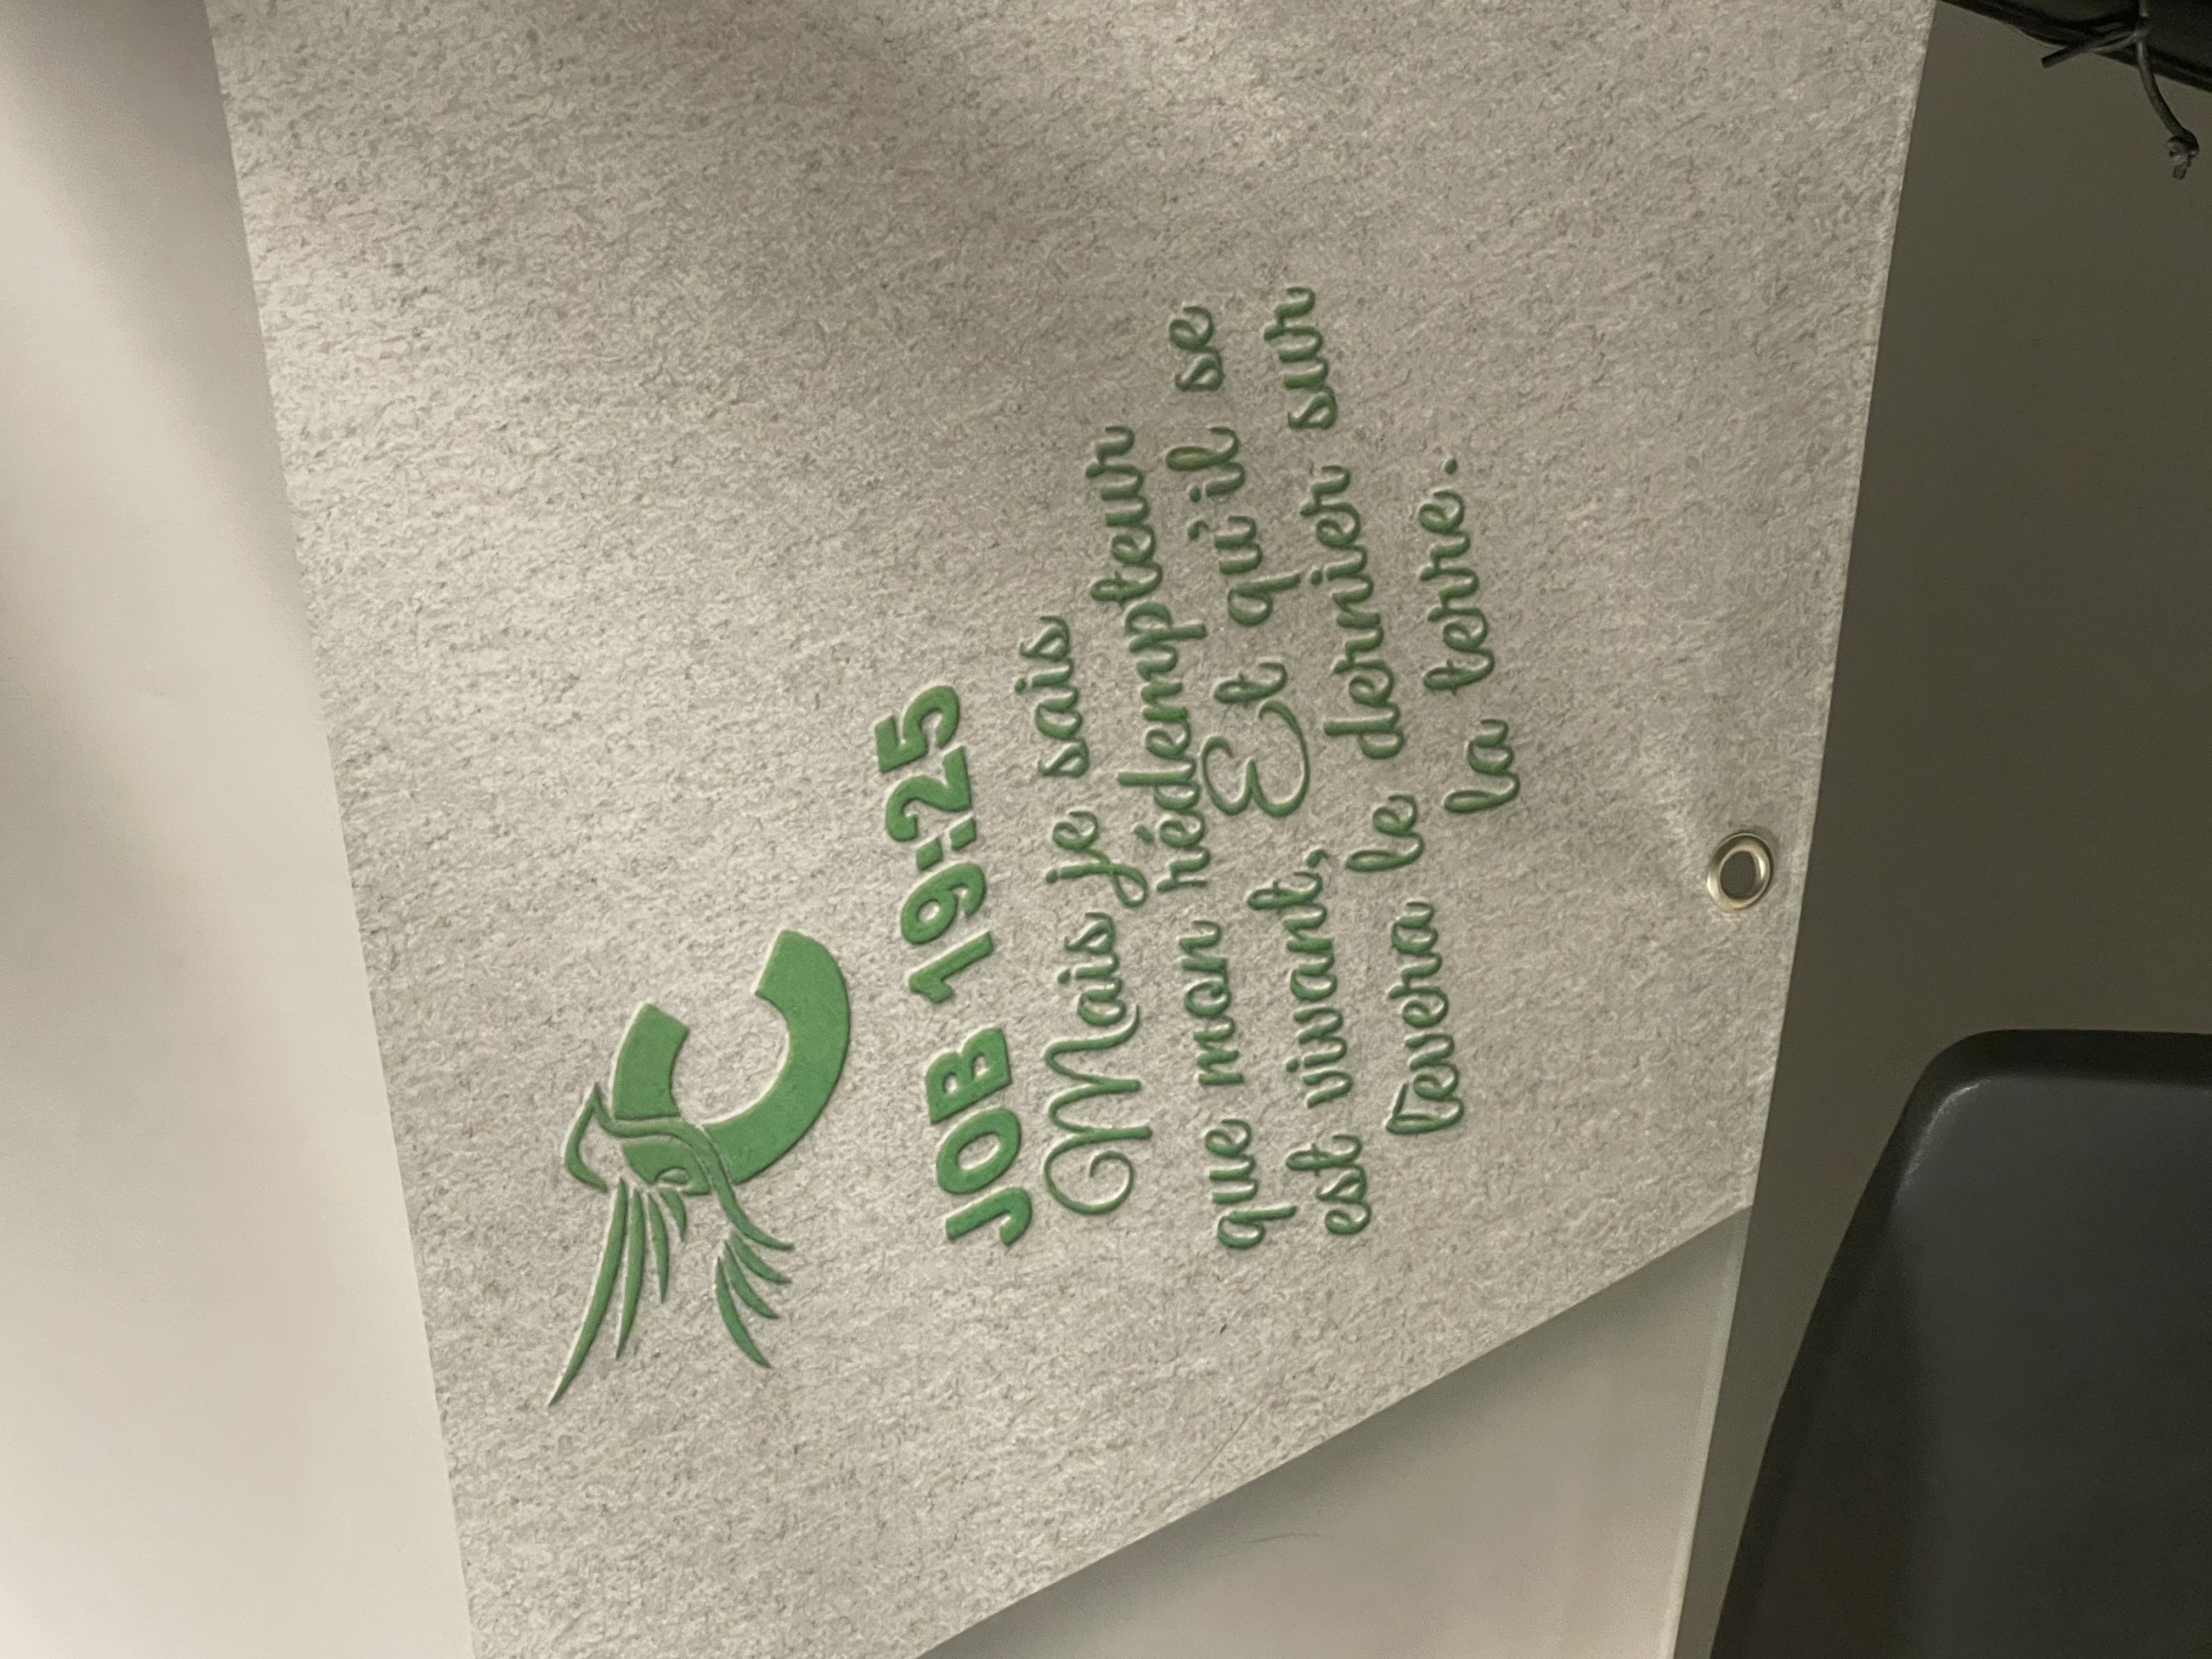 C
JOB 19:25
Mais je sais
que mon rédempteur
est vivant, Et qu'il se
lèvera le dernier sur
la terre.